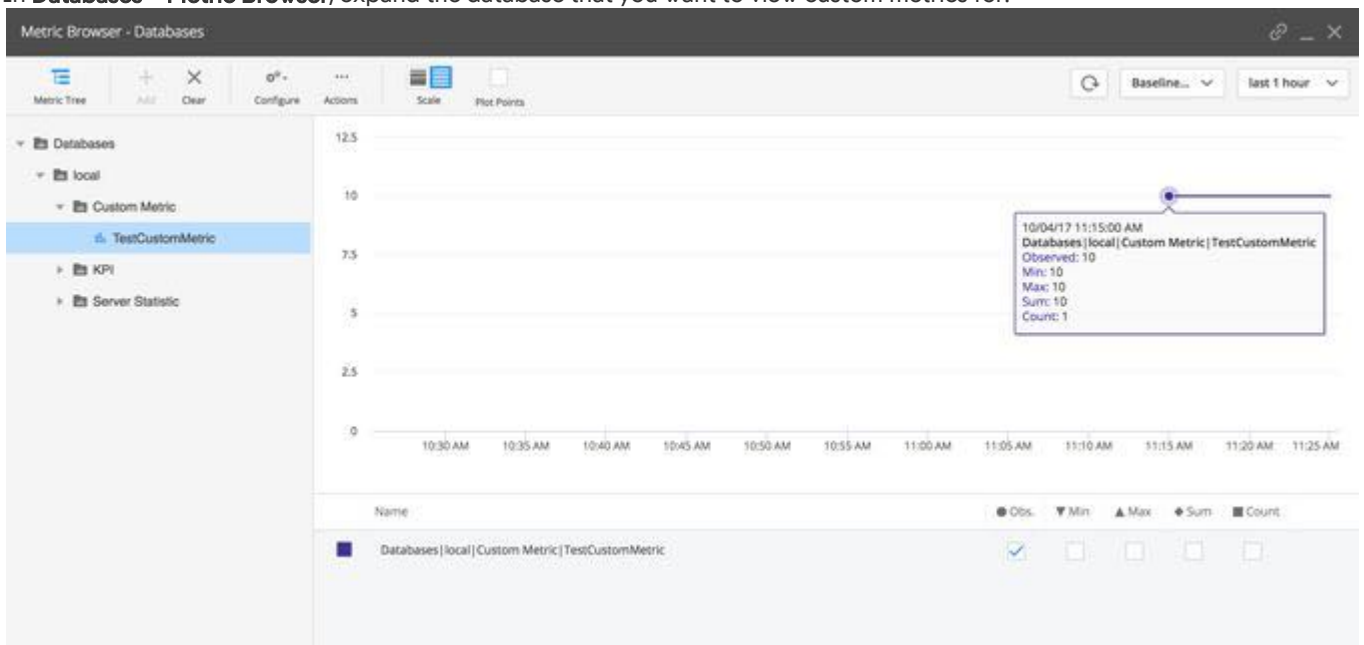 In Databases - Metric Browser, expand the database that you want to view custom metrics for.
Metric Browser - Databases
Metric Tree
Add
Clear
Configure
Actions
Scale
Plot Points
Baseline...
last 1 hour
Databases
local
Custom Metric
TestCustomMetric
KPI
Server Statistic
12.5
10
7.5
5
2.5
0
10/04/17 11:15:00 AM
Databases|local|Custom Metric|TestCustomMetric
Observed: 10
Min: 10
Max: 10
Sum: 10
Count: 1
10:30 AM 10:35 AM 10:40 AM 10:45 AM 10:50 AM 10:55 AM 11:00 AM 11:05 AM 11:10 AM 11:15 AM 11:20 AM 11:25 AM
Name Obs. Min Max Sum Count
Databases|local|Custom Metric|TestCustomMetric